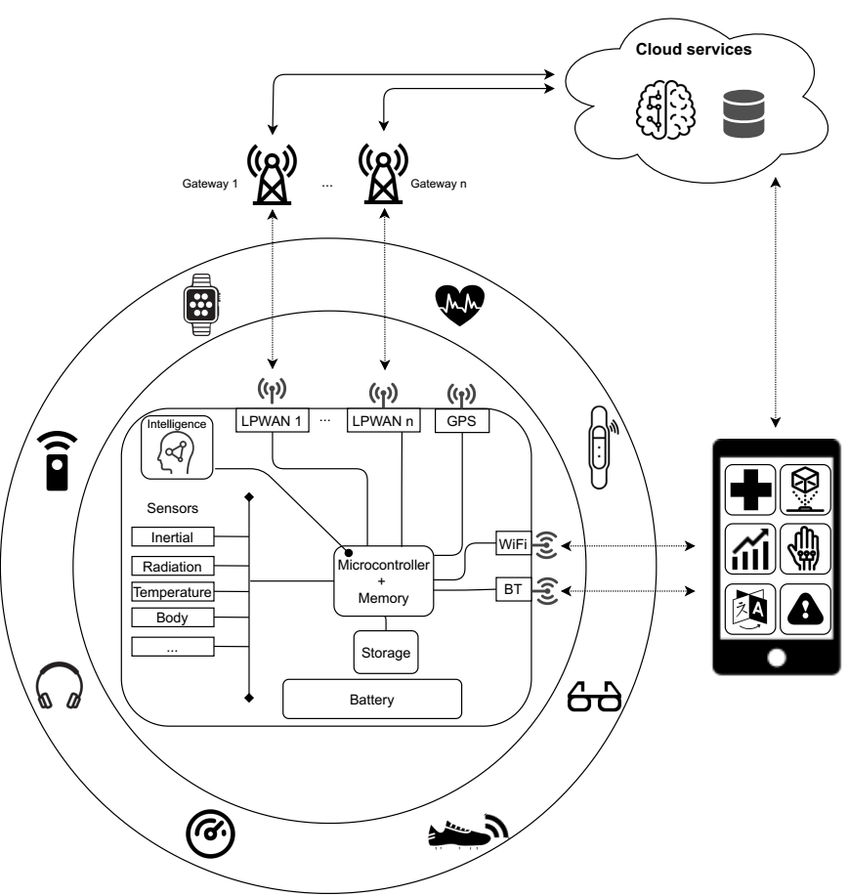 Cloud services
Gateway 1
...
Gateway n
Intelligence
LPWAN 1
...
LPWAN n
GPS
Sensors
Inertial
Radiation
Temperature
Body
...
Microcontroller
+
Memory
WiFi
BT
Storage
Battery
A